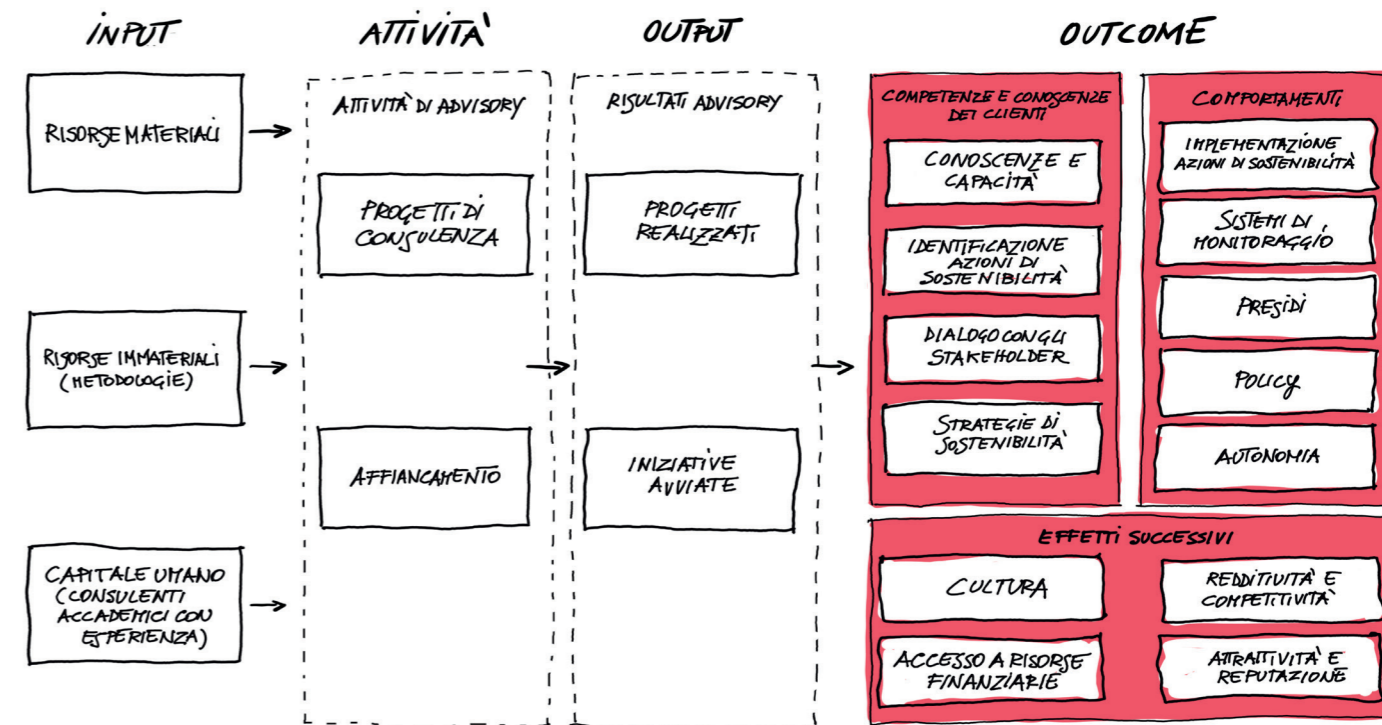 INPUT
RISORSE MATERIALI
RISORSE IMMATERIALI
(METODOLOGIE)
CAPITALE UMANO
(CONSULENTI
ACCADEMICI CON
ESPERIENZA)
ATTIVITÀ
ATTIVITÀ DI ADVISORY
PROGETTI DI
CONSULENZA
AFFIANCAMENTO
OUTPUT
RISULTATI ADVISORY
PROGETTI
REALIZZATI
INIZIATIVE
AVVIATE
OUTCOME
COMPETENZE E CONOSCENZE
DEI CLIENTI
CONOSCENZE E
CAPACITÀ
IDENTIFICAZIONE
AZIONI DI
SOSTENIBILITÀ
DIALOGO CON GLI
STAKEHOLDER
STRATEGIE DI
SOSTENIBILITÀ
COMPORTAMENTI
IMPLEMENTAZIONE
AZIONI DI SOSTENIBILITÀ
SISTEMI DI
MONITORAGGIO
PRESIDI
POLICY
AUTONOMIA
EFFETTI SUCCESSIVI
CULTURA
REDDITIVITÀ E
COMPETITIVITÀ
ACCESSO A RISORSE
FINANZIARIE
ATTRATTIVITÀ E
REPUTAZIONE